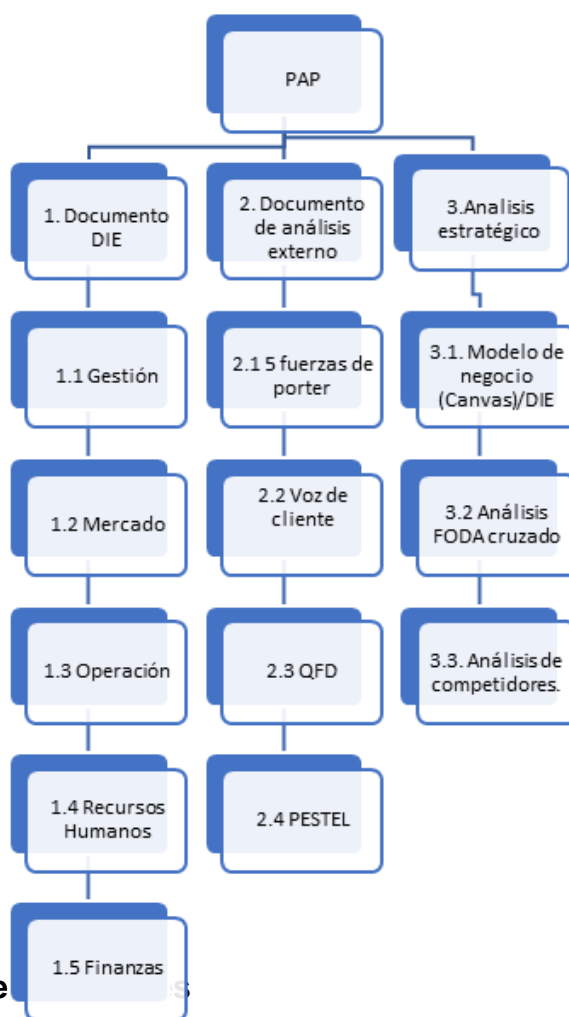 PAP
1. Documento
DIE
1.1 Gestión
1.2 Mercado
1.3 Operación
1.4 Recursos
Humanos
1.5 Finanzas
2. Documento
de análisis
externo
2.1 5 fuerzas de
porter
2.2 Voz de
cliente
2.3 QFD
2.4 PESTEL
3.Analisis
estratégico
3.1. Modelo de
negocio
(Canvas)/DIE
3.2 Análisis
FODA cruzado
3.3. Análisis de
competidores.